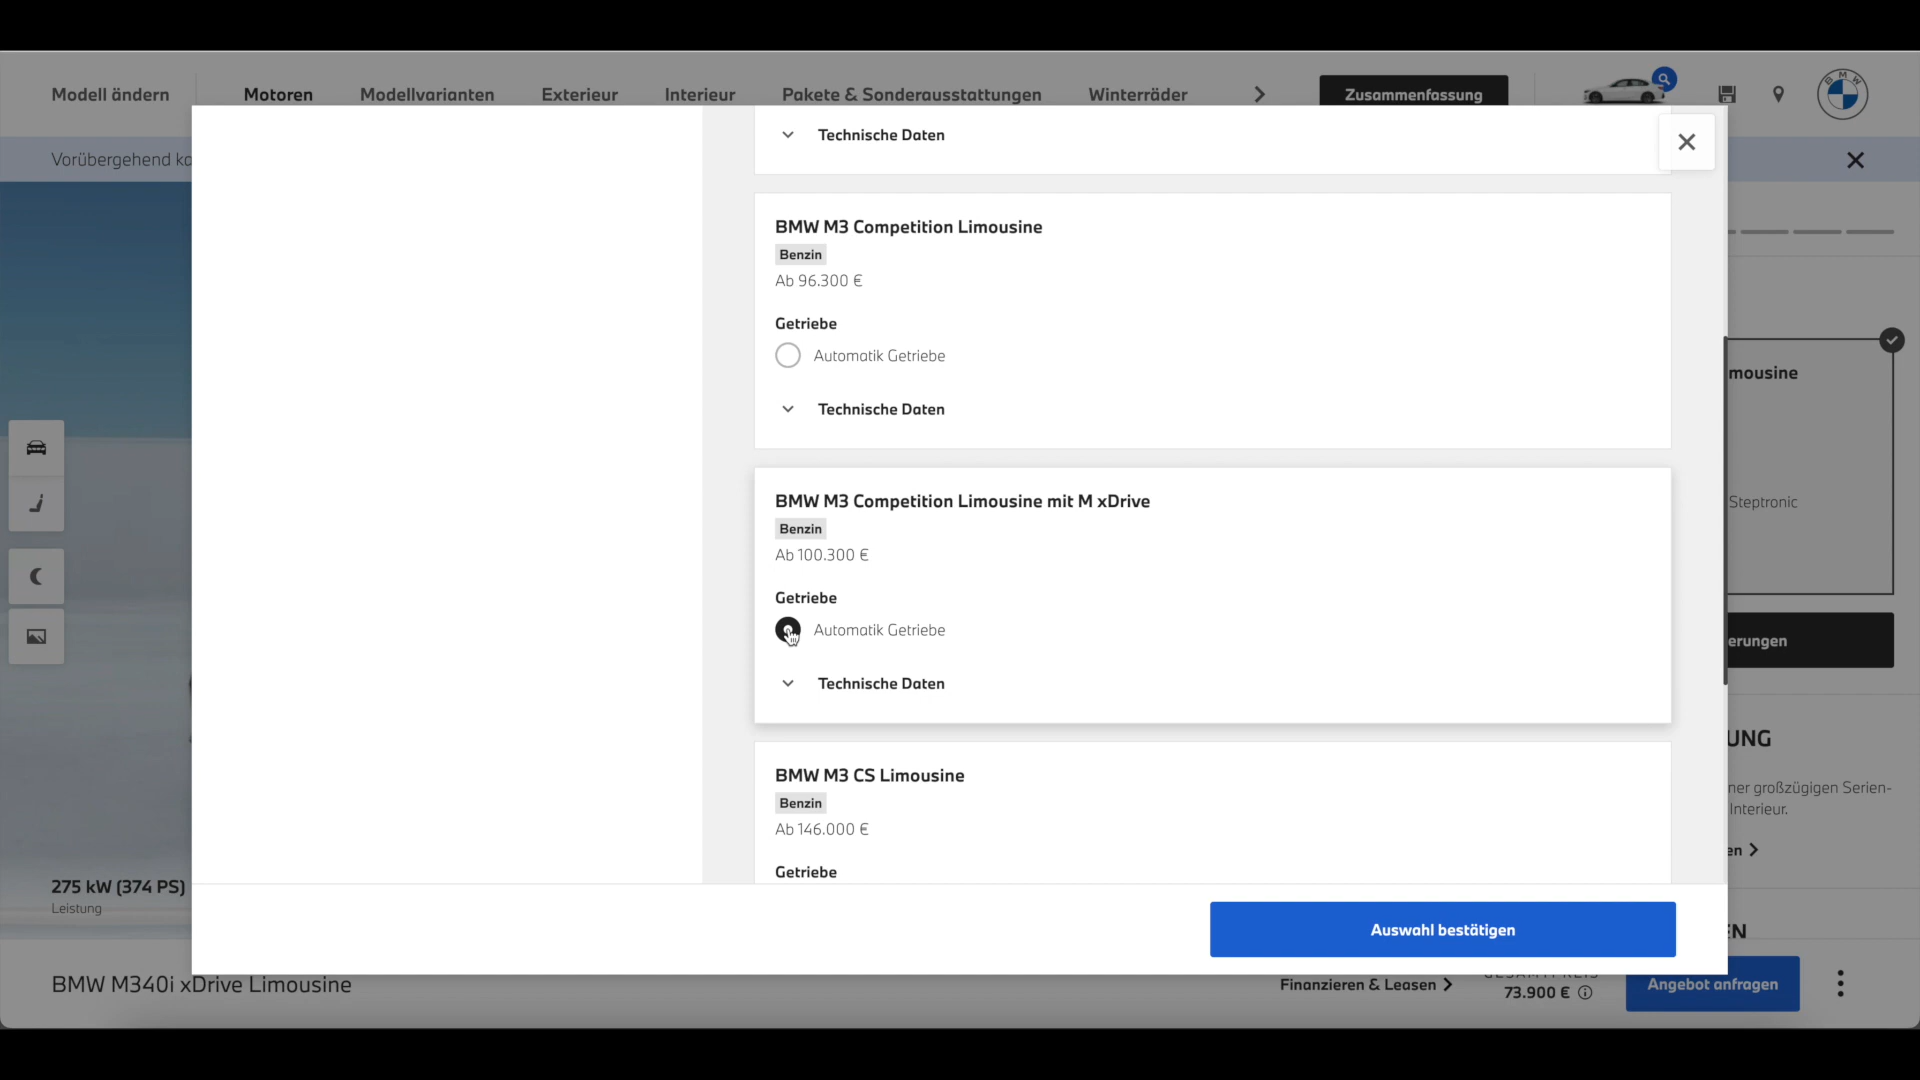 Modell ändern
Motoren
Modellvarianten
Exterieur
Interieur
Pakete & Sonderausstattungen
Winterräder
Zusammenfassung
BMW
Vorübergehend
Technische Daten
BMW M3 Competition Limousine
Benzin
Ab 96.300 €
Getriebe
Automatik Getriebe
Technische Daten
BMW M3 Competition Limousine mit M xDrive
Benzin
Ab 100.300 €
Getriebe
Automatik Getriebe
Technische Daten
BMW M3 CS Limousine
Benzin
Ab 146.000 €
Getriebe
mousine
Steptronic
erungen
UNG
ner großzügigen Serien-
Interieur.
en
EN
275 kW (374 PS)
Leistung
Auswahl bestätigen
BMW M340i xDrive Limousine
Finanzieren & Leasen
73.900 €
Angebot anfragen